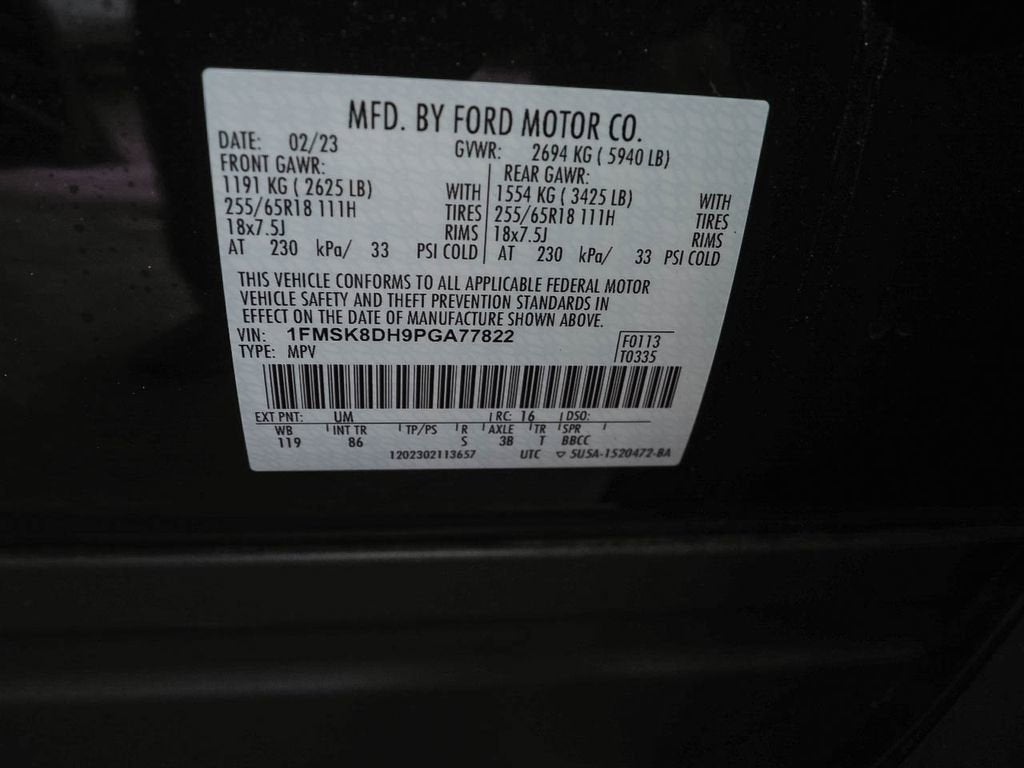 MFD. BY FORD MOTOR CO.
DATE: 02/23 GVWR: 2694 KG ( 5940 LB)
FRONT GAWR: REAR GAWR:
1191 KG ( 2625 LB) WITH 1554 KG ( 3425 LB) WITH
255/65R18 111H TIRES 255/65R18 111H TIRES
18x7.5J RIMS 18x7.5J RIMS
AT 230 kPa/ 33 PSI COLD AT 230 kPa/ 33 PSI COLD
THIS VEHICLE CONFORMS TO ALL APPLICABLE FEDERAL MOTOR
VEHICLE SAFETY AND THEFT PREVENTION STANDARDS IN
EFFECT ON THE DATE OF MANUFACTURE SHOWN ABOVE.
VIN: 1FMSK8DH9PGA77822 F0113
TYPE: MPV T0335
EXT PNT: UM RC: 16 DSO:
WB INT TR TP/PS R AXLE TR SPR
119 86 S 3B T BBCC
1202302113657 UTC ▽ 5USA-1520472-BA